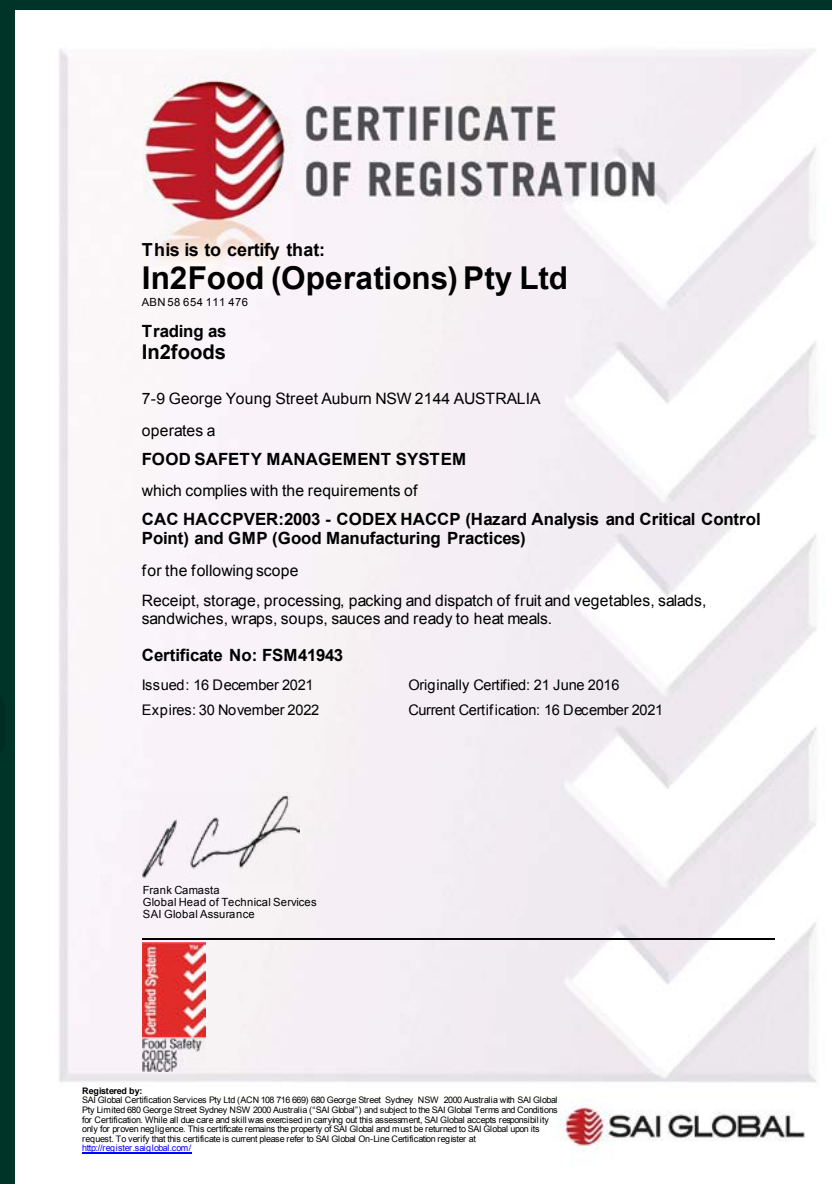 CERTIFICATE
OF REGISTRATION
This is to certify that:
In2Food (Operations) Pty Ltd
ABN 58 654 111 476
Trading as
In2foods
7-9 George Young Street Auburn NSW 2144 AUSTRALIA
operates a
FOOD SAFETY MANAGEMENT SYSTEM
which complies with the requirements of
CAC HACCPVER:2003 - CODEX HACCP (Hazard Analysis and Critical Control
Point) and GMP (Good Manufacturing Practices)
for the following scope
Receipt, storage, processing, packing and dispatch of fruit and vegetables, salads,
sandwiches, wraps, soups, sauces and ready to heat meals.
Certificate No: FSM41943
Issued: 16 December 2021 Originally Certified: 21 June 2016
Expires: 30 November 2022 Current Certification: 16 December 2021
Frank Camasta
Global Head of Technical Services
SAI Global Assurance
Certified System
TM
Food Safety
CODEX
HACCP
Registered by:
SAI Global Certification Services Pty Ltd (ACN 108 716 669) 680 George Street Sydney NSW 2000 Australia with SAI Global
Pty Limited 680 George Street Sydney NSW 2000 Australia ("SAI Global") and subject to the SAI Global Terms and Conditions
for Certification. While all due care and skill was exercised in carrying out this assessment, SAI Global accepts responsibility
only for proven negligence. This certificate remains the property of SAI Global and must be returned to SAI Global upon its
request. To verify that this certificate is current please refer to SAI Global On-Line Certification register at
http://register.saiglobal.com/
SAI GLOBAL